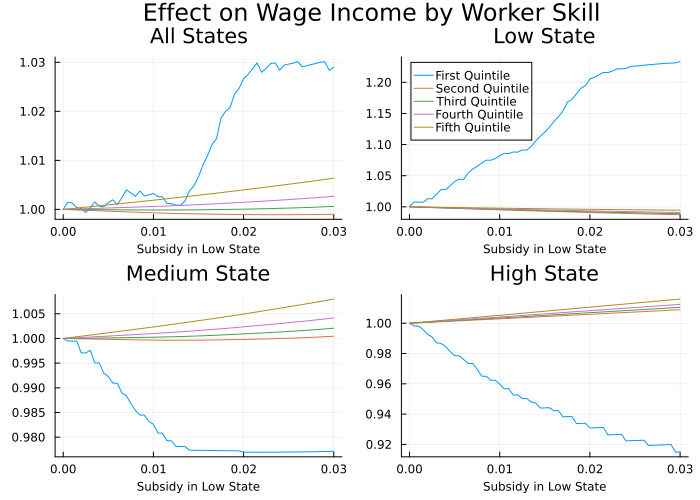 Effect on Wage Income by Worker Skill
All States
1.03
1.02
1.01
1.00
0.00 0.01 0.02 0.03
Subsidy in Low State
Low State
First Quintile
Second Quintile
Third Quintile
Fourth Quintile
Fifth Quintile
1.20
1.15
1.10
1.05
1.00
0.00 0.01 0.02 0.03
Subsidy in Low State
Medium State
1.005
1.000
0.995
0.990
0.985
0.980
0.00 0.01 0.02 0.03
Subsidy in Low State
High State
1.00
0.98
0.96
0.94
0.92
0.00 0.01 0.02 0.03
Subsidy in Low State